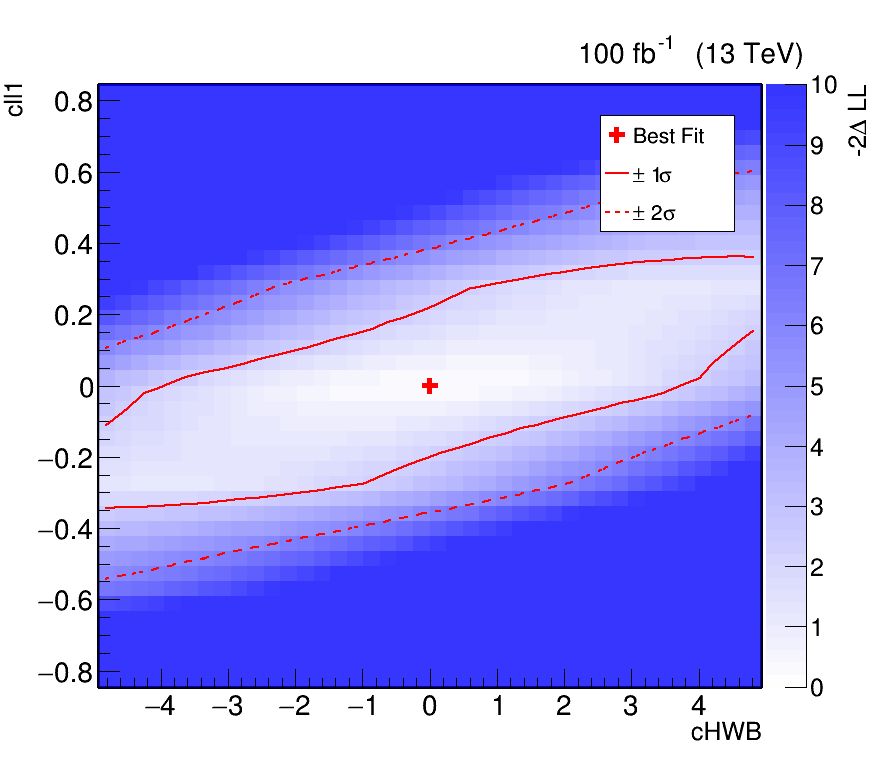 100 fb⁻¹ (13 TeV)
cll1
-2Δ LL
Best Fit
± 1σ
± 2σ
0.8
0.6
0.4
0.2
0
−0.2
−0.4
−0.6
−0.8
−4 −3 −2 −1 0 1 2 3 4
cHWB
10
9
8
7
6
5
4
3
2
1
0